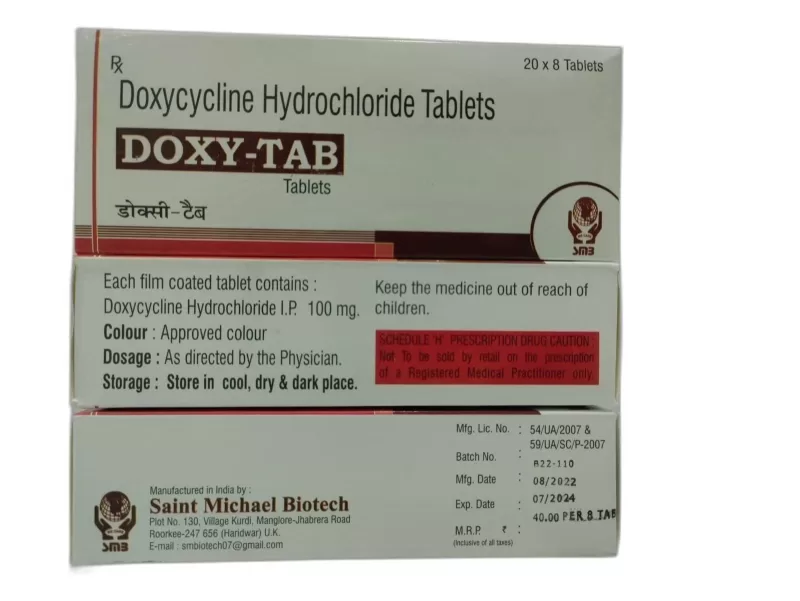 Rx
20 x 8 Tablets
Doxycycline Hydrochloride Tablets
DOXY-TAB
Tablets
डोक्सी-टैब
SMB
Each film coated tablet contains :
Doxycycline Hydrochloride I.P. 100 mg.
Colour : Approved colour
Dosage : As directed by the Physician.
Storage : Store in cool, dry & dark place.
Keep the medicine out of reach of
children.
SCHEDULE 'H' PRESCRIPTION DRUG CAUTION :
Not To be sold by retail on the prescription
of a Registered Medical Practitioner only.
SMB
Manufactured in India by :
Saint Michael Biotech
Plot No. 130, Village Kurdi, Manglore-Jhabrera Road
Roorkee-247 656 (Haridwar) U.K.
E-mail : smbiotech07@gmail.com
Mfg. Lic. No. : 54/UA/2007 &
59/UA/SC/P-2007
Batch No. : B22-110
Mfg. Date : 08/2022
Exp. Date : 07/2024
M.R.P. ₹ : 40.00 PER 8 TAB
(Inclusive of all taxes)